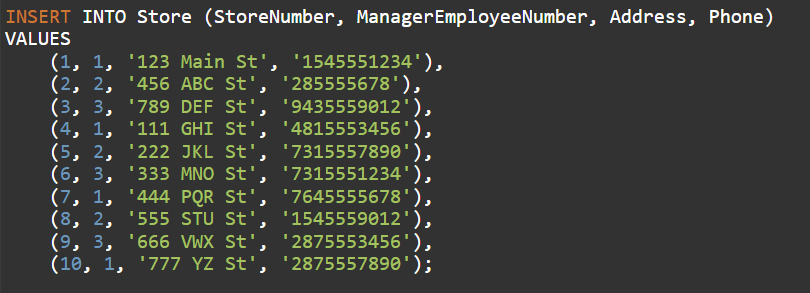 INSERT INTO Store (StoreNumber, ManagerEmployeeNumber, Address, Phone)
VALUES
(1, 1, '123 Main St', '1545551234'),
(2, 2, '456 ABC St', '285555678'),
(3, 3, '789 DEF St', '9435559012'),
(4, 1, '111 GHI St', '4815553456'),
(5, 2, '222 JKL St', '7315557890'),
(6, 3, '333 MNO St', '7315551234'),
(7, 1, '444 PQR St', '7645555678'),
(8, 2, '555 STU St', '1545559012'),
(9, 3, '666 VWX St', '2875553456'),
(10, 1, '777 YZ St', '2875557890');